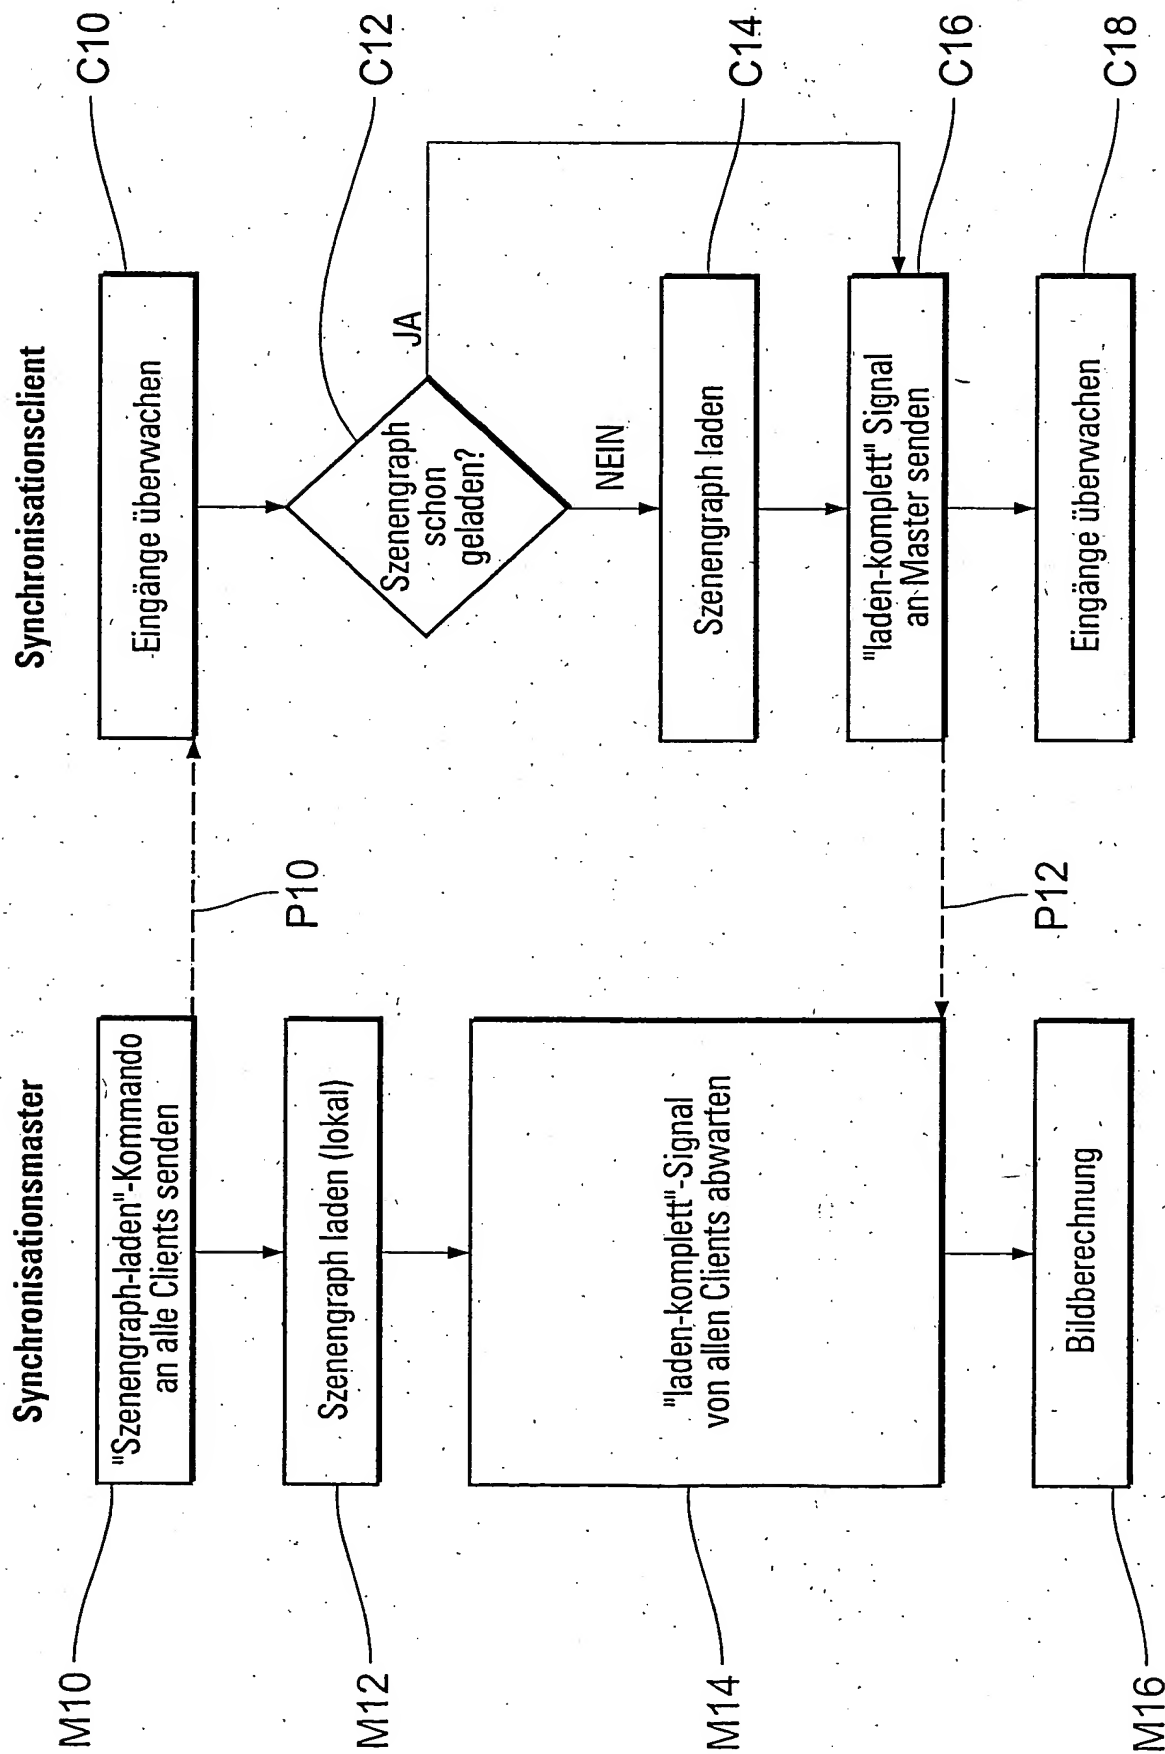 Synchronisationsmaster
Synchronisationsclient
M10
"Szenengraph-laden"-Kommando
an alle Clients senden
P10
Eingänge überwachen
C10
M12
Szenengraph laden (lokal)
Szenengraph
schon
geladen?
JA
C12
NEIN
M14
"laden-komplett"-Signal
von allen Clients abwarten
Szenengraph laden
C14
P12
"laden-komplett" Signal
an Master senden
C16
M16
Bildberechnung
Eingänge überwachen
C18